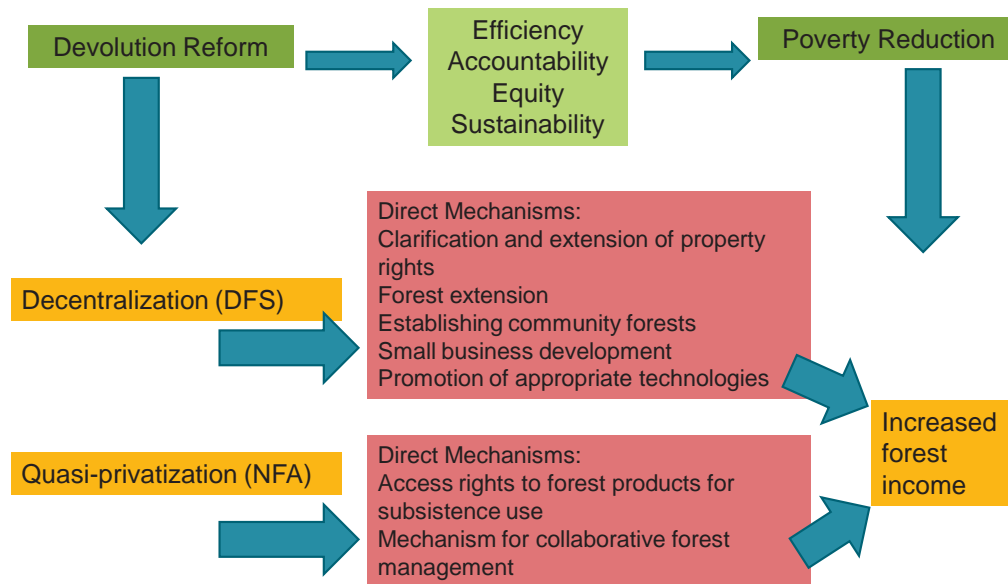 Devolution Reform
Efficiency
Accountability
Equity
Sustainability
Poverty Reduction
Decentralization (DFS)
Direct Mechanisms:
Clarification and extension of property
rights
Forest extension
Establishing community forests
Small business development
Promotion of appropriate technologies
Quasi-privatization (NFA)
Direct Mechanisms:
Access rights to forest products for
subsistence use
Mechanism for collaborative forest
management
Increased
forest
income